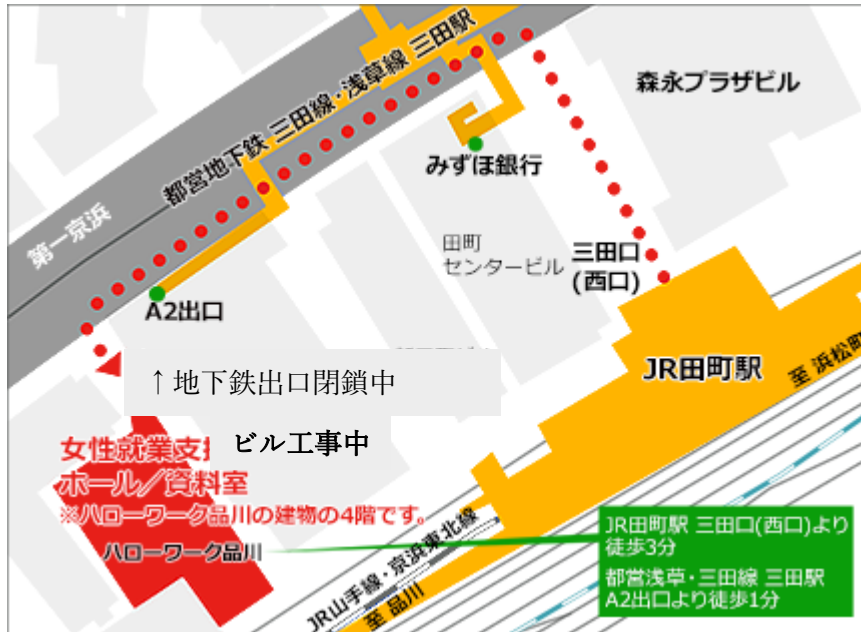 都営地下鉄 三田線・浅草線 三田駅
第一京浜
森永プラザビル
みずほ銀行
田町
センタービル
三田口
(西口)
A2出口
JR田町駅
至 浜松町
↑地下鉄出口閉鎖中
ビル工事中
女性就業支援
ホール／資料室
※ハローワーク品川の建物の4階です。
ハローワーク品川
JR山手線・京浜東北線
至 品川
JR田町駅 三田口(西口)より
徒歩3分
都営浅草・三田線 三田駅
A2出口より徒歩1分